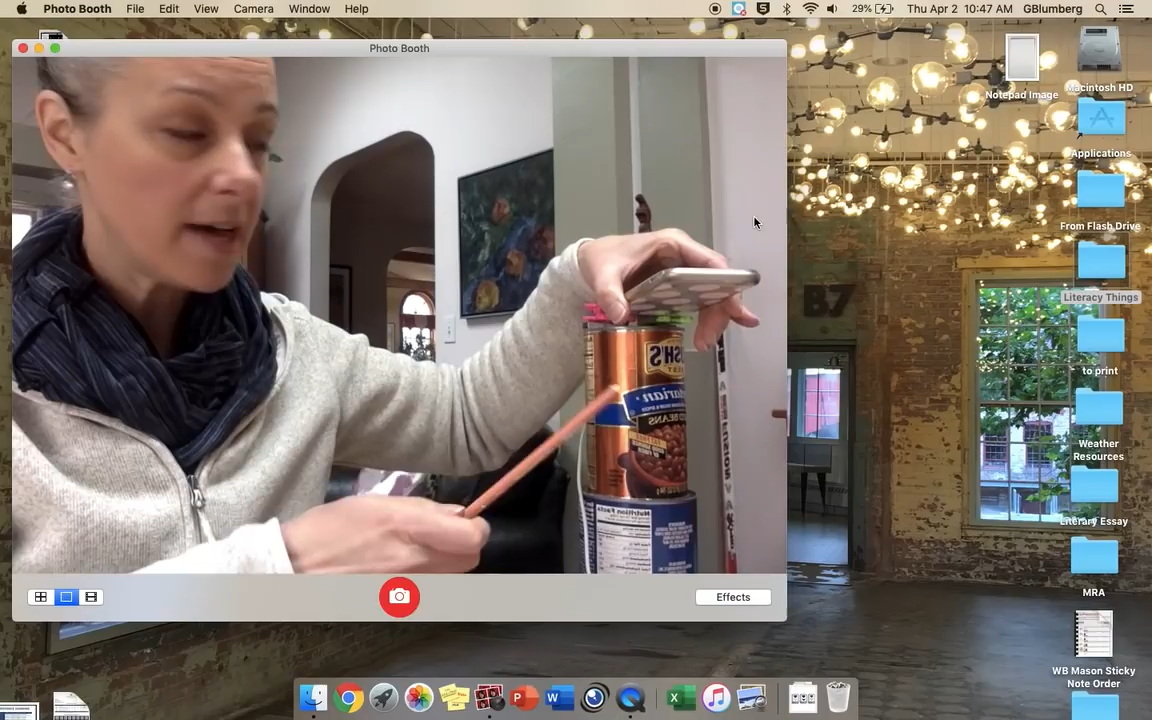 Photo Booth File Edit View Camera Window Help 29% Thu Apr 2 10:47 AM GBlumberg
Photo Booth
Notepad Image
Macintosh HD
Applications
From Flash Drive
Literacy Things
to print
Weather
Resources
Literary Essay
MRA
WB Mason Sticky
Note Order
B7
BEANS
Nutrition Facts
Effects